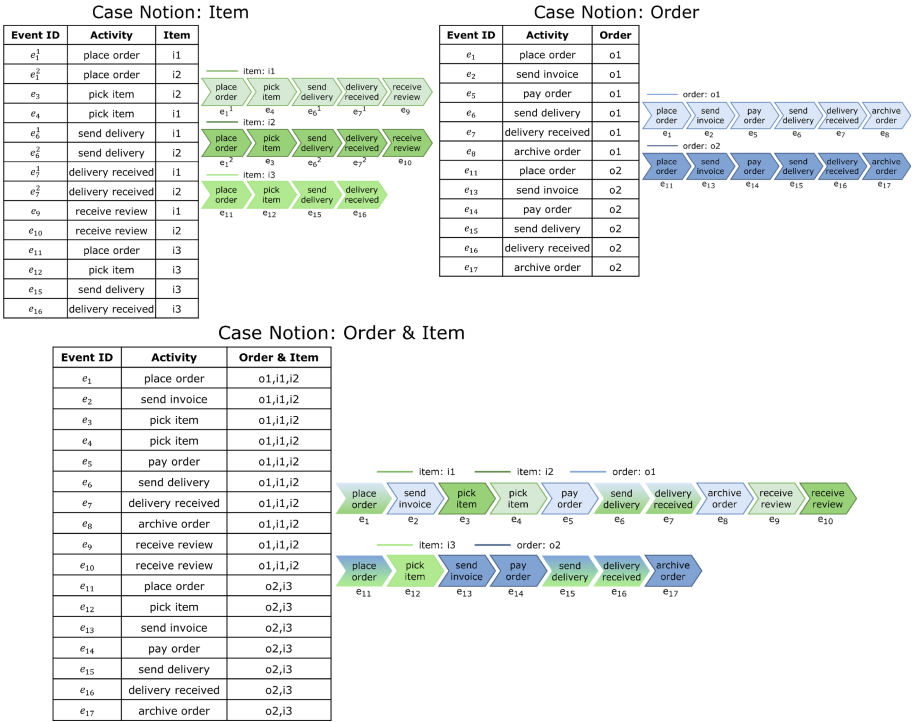 Case Notion: Item
Event ID Activity Item
e₁¹ place order i1
e₁² place order i2
e₃ pick item i2
e₄ pick item i1
e₆¹ send delivery i1
e₆² send delivery i2
e₇¹ delivery received i1
e₇² delivery received i2
e₉ receive review i1
e₁₀ receive review i2
e₁₁ place order i3
e₁₂ pick item i3
e₁₅ send delivery i3
e₁₆ delivery received i3
item: i1
place order pick item send delivery delivery received receive review
e₁¹ e₄ e₆¹ e₇¹ e₉
item: i2
place order pick item send delivery delivery received receive review
e₁² e₃ e₆² e₇² e₁₀
item: i3
place order pick item send delivery delivery received
e₁₁ e₁₂ e₁₅ e₁₆
Case Notion: Order
Event ID Activity Order
e₁ place order o1
e₂ send invoice o1
e₅ pay order o1
e₆ send delivery o1
e₇ delivery received o1
e₈ archive order o1
e₁₁ place order o2
e₁₃ send invoice o2
e₁₄ pay order o2
e₁₅ send delivery o2
e₁₆ delivery received o2
e₁₇ archive order o2
order: o1
place order send invoice pay order send delivery delivery received archive order
e₁ e₂ e₅ e₆ e₇ e₈
order: o2
place order send invoice pay order send delivery delivery received archive order
e₁₁ e₁₃ e₁₄ e₁₅ e₁₆ e₁₇
Case Notion: Order & Item
Event ID Activity Order & Item
e₁ place order o1,i1,i2
e₂ send invoice o1,i1,i2
e₃ pick item o1,i1,i2
e₄ pick item o1,i1,i2
e₅ pay order o1,i1,i2
e₆ send delivery o1,i1,i2
e₇ delivery received o1,i1,i2
e₈ archive order o1,i1,i2
e₉ receive review o1,i1,i2
e₁₀ receive review o1,i1,i2
e₁₁ place order o2,i3
e₁₂ pick item o2,i3
e₁₃ send invoice o2,i3
e₁₄ pay order o2,i3
e₁₅ send delivery o2,i3
e₁₆ delivery received o2,i3
e₁₇ archive order o2,i3
item: i1 item: i2 order: o1
place order send invoice pick item pick item pay order send delivery delivery received archive order receive review receive review
e₁ e₂ e₃ e₄ e₅ e₆ e₇ e₈ e₉ e₁₀
item: i3 order: o2
place order pick item send invoice pay order send delivery delivery received archive order
e₁₁ e₁₂ e₁₃ e₁₄ e₁₅ e₁₆ e₁₇